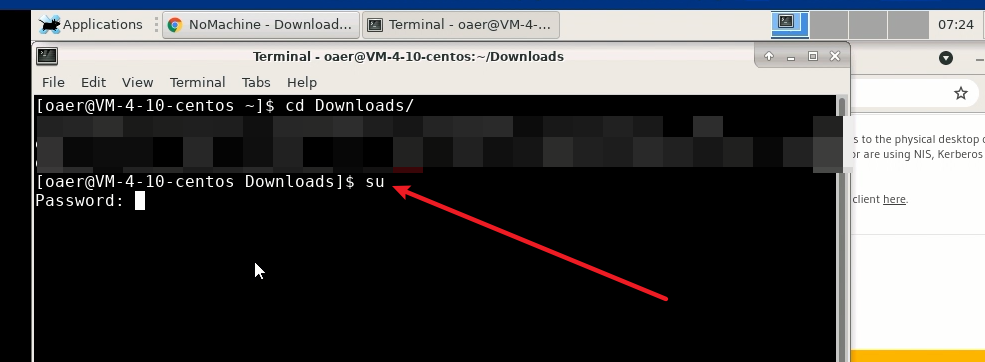 Applications
NoMachine - Download...
Terminal - oaer@VM-4-...
07:24
Terminal - oaer@VM-4-10-centos:~/Downloads
File Edit View Terminal Tabs Help
[oaer@VM-4-10-centos ~]$ cd Downloads/
[oaer@VM-4-10-centos Downloads]$ su
Password:
s to the physical desktop o
or are using NIS, Kerberos
client here.